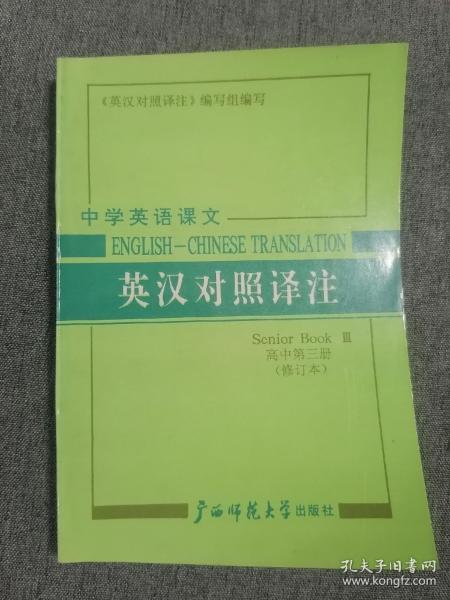 《英汉对照译注》编写组编写
中学英语课文
ENGLISH—CHINESE TRANSLATION
英汉对照译注
Senior Book Ⅲ
高中第三册
（修订本）
广西师范大学出版社
孔夫子旧书网
www.kongfz.com